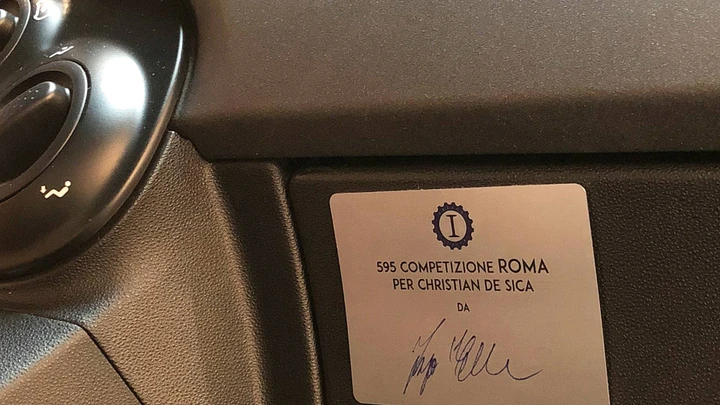 I
595 COMPETIZIONE ROMA
PER CHRISTIAN DE SICA
DA